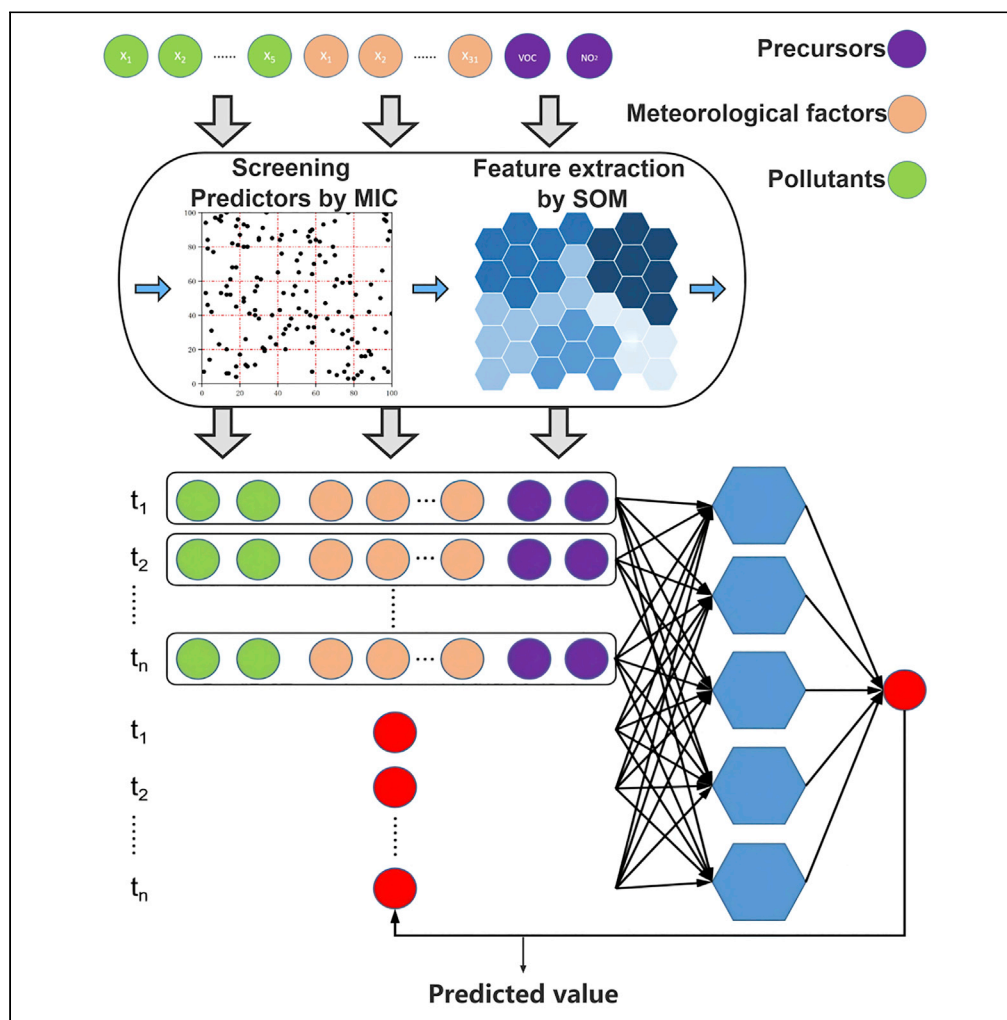 x1 x2 ...... x5 x1 x2 ...... x31 VOC NO2
Precursors
Meteorological factors
Pollutants
Screening
Predictors by MIC
Feature extraction
by SOM
100
80
60
40
20
0
0 20 40 60 80 100
t1 ...
t2 ...
......
tn ...
t1
t2
......
tn
Predicted value